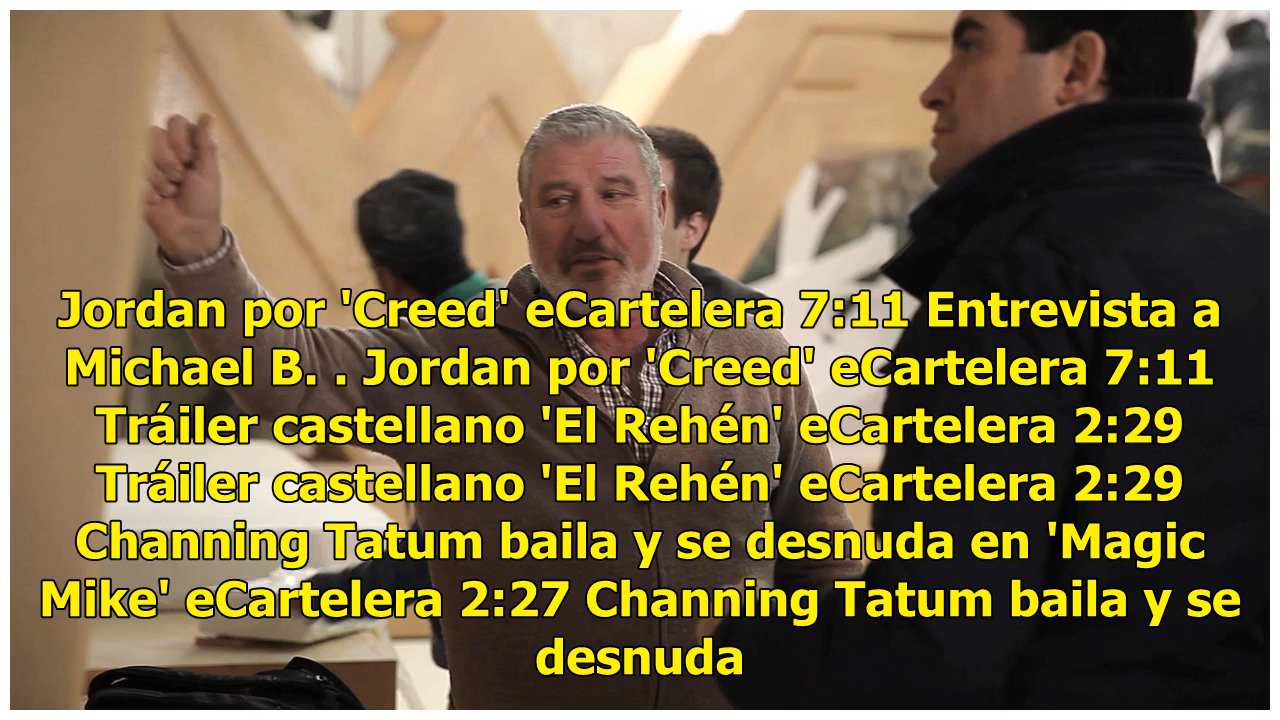 Jordan por 'Creed' eCartelera 7:11 Entrevista a
Michael B. . Jordan por 'Creed' eCartelera 7:11
Tráiler castellano 'El Rehén' eCartelera 2:29
Tráiler castellano 'El Rehén' eCartelera 2:29
Channing Tatum baila y se desnuda en 'Magic
Mike' eCartelera 2:27 Channing Tatum baila y se
desnuda